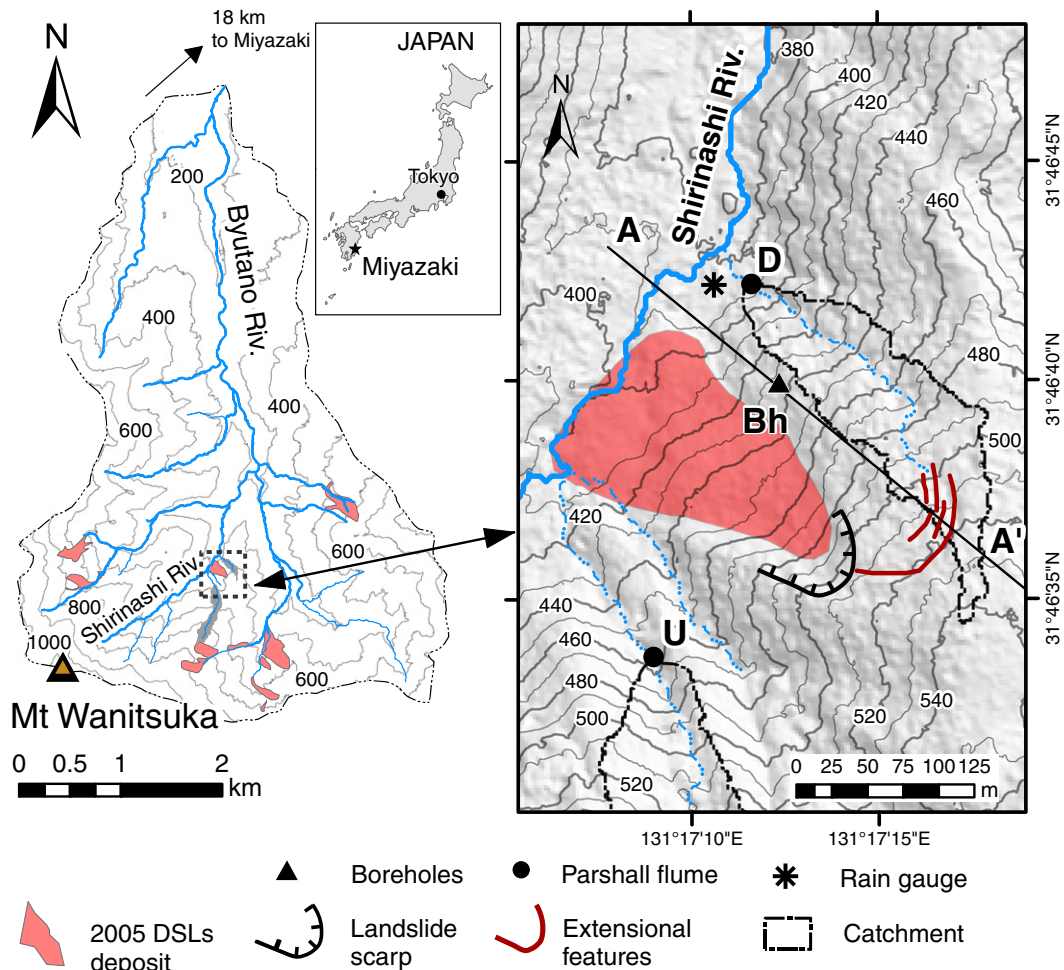 18 km
to Miyazaki
N
JAPAN
Tokyo
Miyazaki
200
Byutano Riv.
400
400
600
600
800
Shirinashi Riv.
1000
600
Mt Wanitsuka
0 0.5 1 2
km
N
Shirinashi Riv.
380
400
420
440
460
31°46'45"N
A
D
400
480
31°46'40"N
Bh
500
420
A'
31°46'35"N
440
460
U
480
500
520
520
540
0 25 50 75 100 125
m
131°17'10"E
131°17'15"E
Boreholes
Parshall flume
Rain gauge
2005 DSLs
deposit
Landslide
scarp
Extensional
features
Catchment